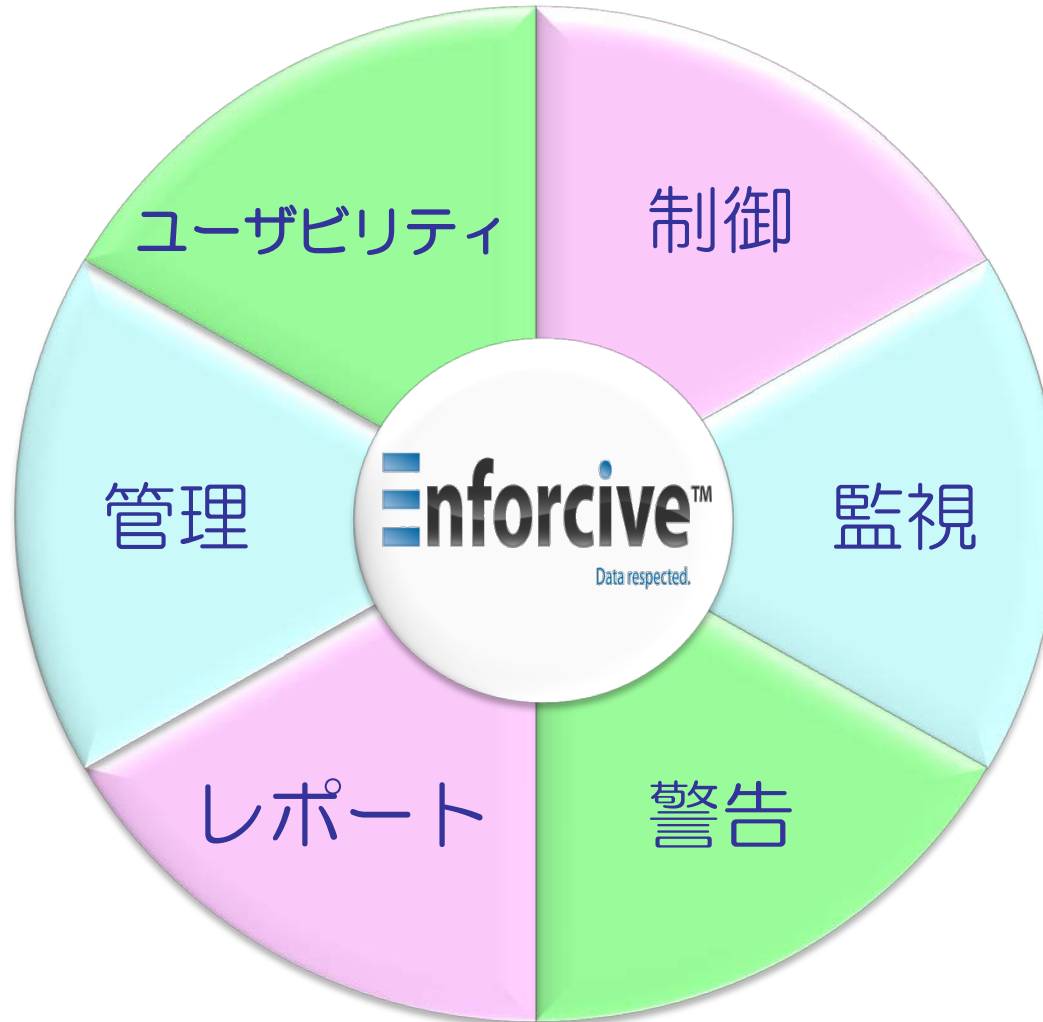 ユーザビリティ
制御
管理
Enforcive™
Data respected.
監視
レポート
警告